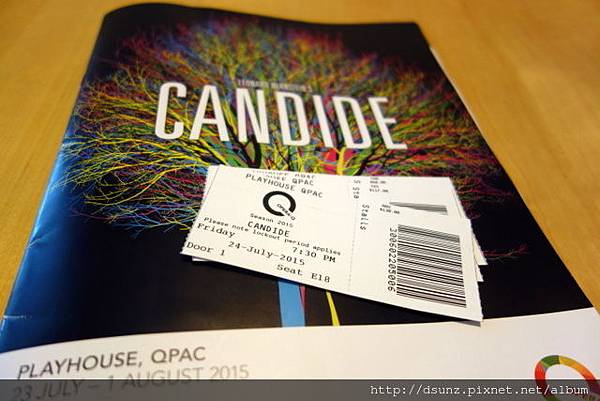 CANDIDE
PLAYHOUSE QPAC
Season 2015
CANDIDE
Please note lockout period applies
Friday 7:30 PM
24-July-2015
Door 1 Seat E18
Stalls
3006022050006
PLAYHOUSE, QPAC
23 JULY – 1 AUGUST 2015
http://dsunz.pixnet.net/album